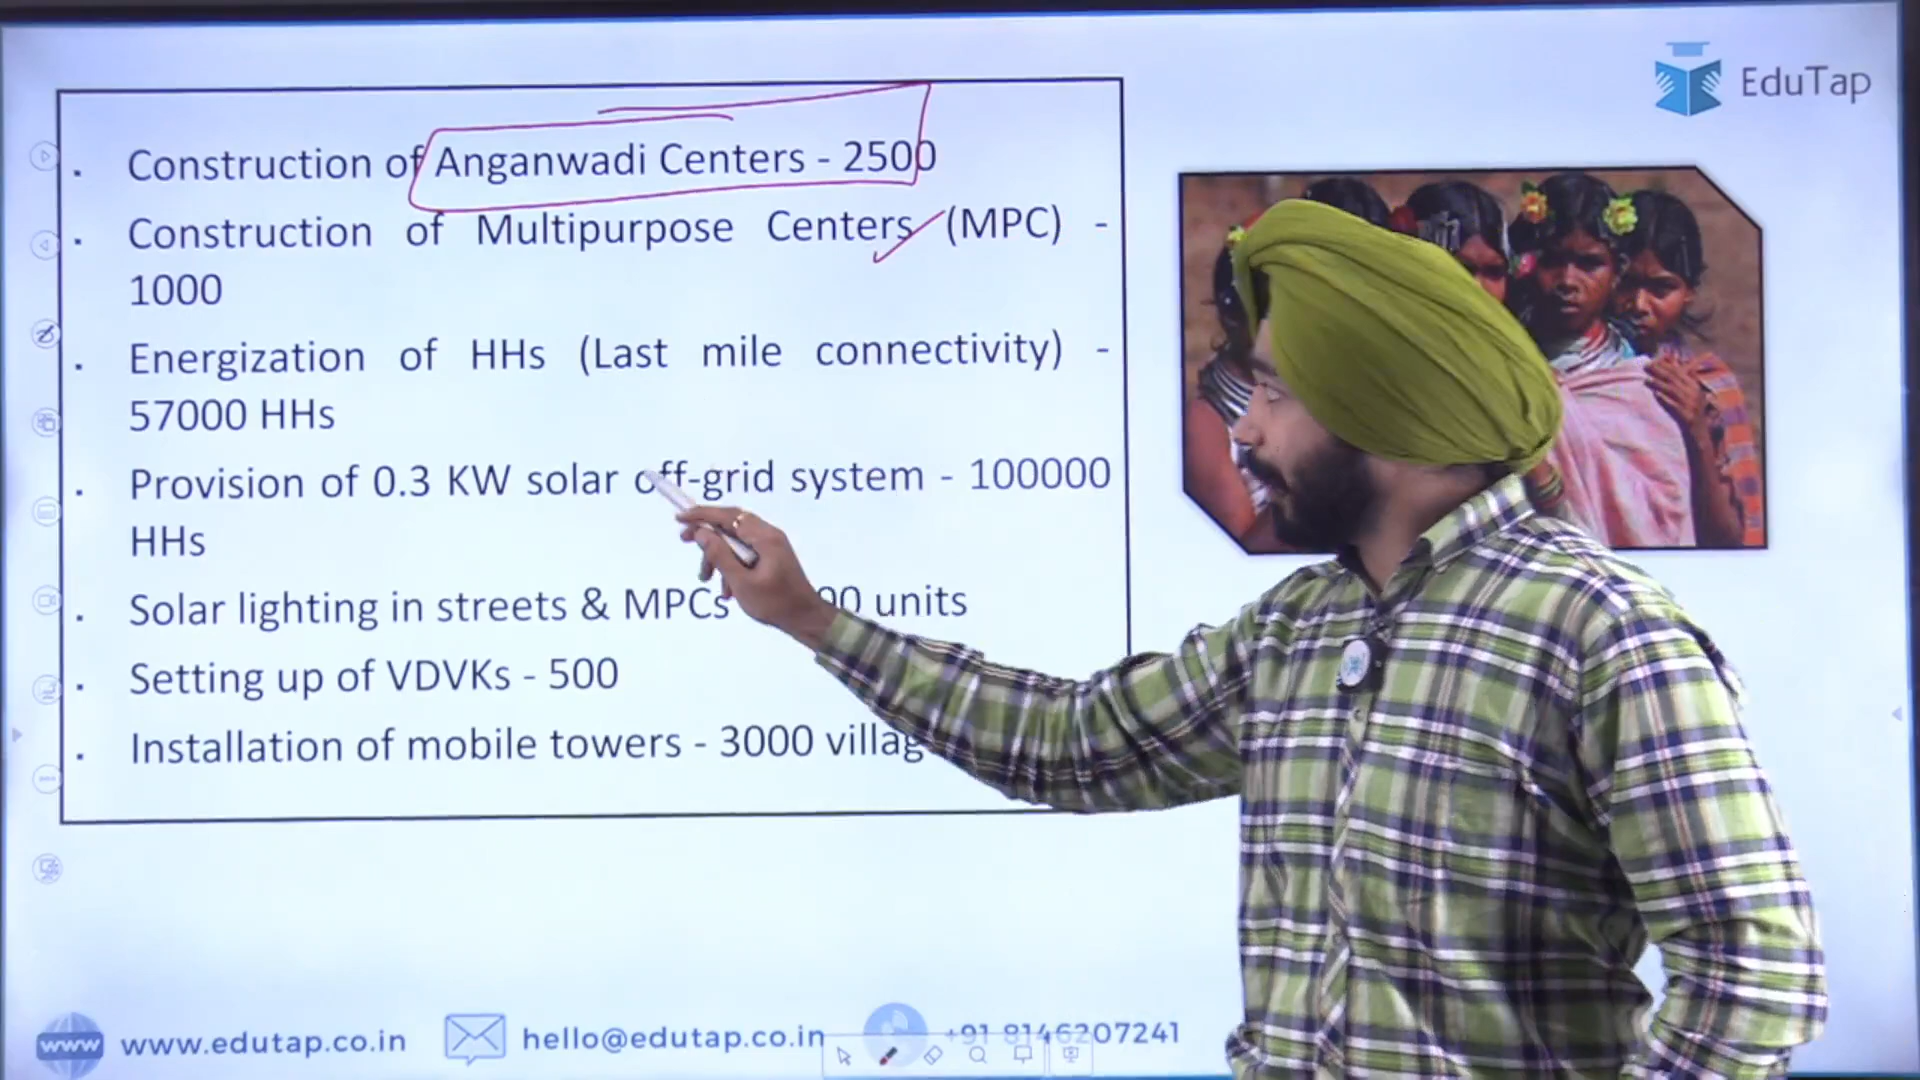 EduTap
Construction of Anganwadi Centers - 2500
Construction of Multipurpose Centers (MPC) -
1000
Energization of HHs (Last mile connectivity) -
57000 HHs
Provision of 0.3 KW solar off-grid system - 100000
HHs
Solar lighting in streets & MPCs units
Setting up of VDVKs - 500
Installation of mobile towers - 3000
www www.edutap.co.in hello@edutap.co.in +91 8146207241